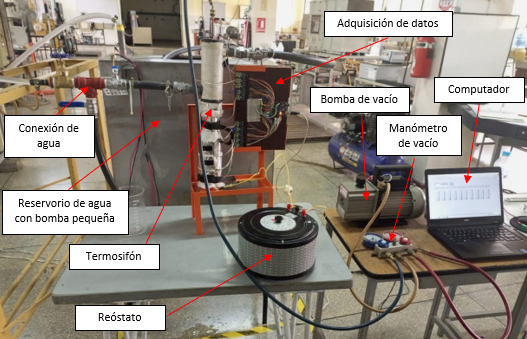 Adquisición de datos
Computador
Bomba de vacío
Conexión de
agua
Manómetro
de vacío
Reservorio de agua
con bomba pequeña
Termosifón
Reóstato